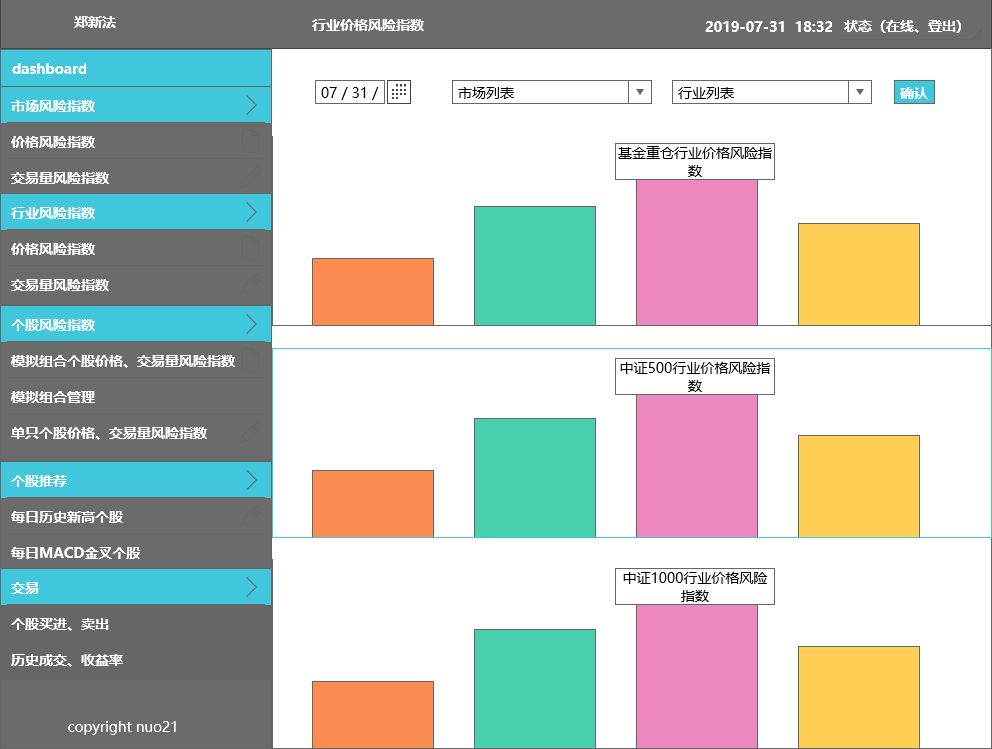 郑新法
行业价格风险指数
2019-07-31 18:32 状态（在线、登出）
dashboard
市场风险指数
价格风险指数
交易量风险指数
行业风险指数
价格风险指数
交易量风险指数
个股风险指数
模拟组合个股价格、交易量风险指数
模拟组合管理
单只个股价格、交易量风险指数
个股推荐
每日历史新高个股
每日MACD金叉个股
交易
个股买进、卖出
历史成交、收益率
copyright nuo21
07 / 31 /
市场列表
行业列表
确认
基金重仓行业价格风险指
数
中证500行业价格风险指
数
中证1000行业价格风险
指数